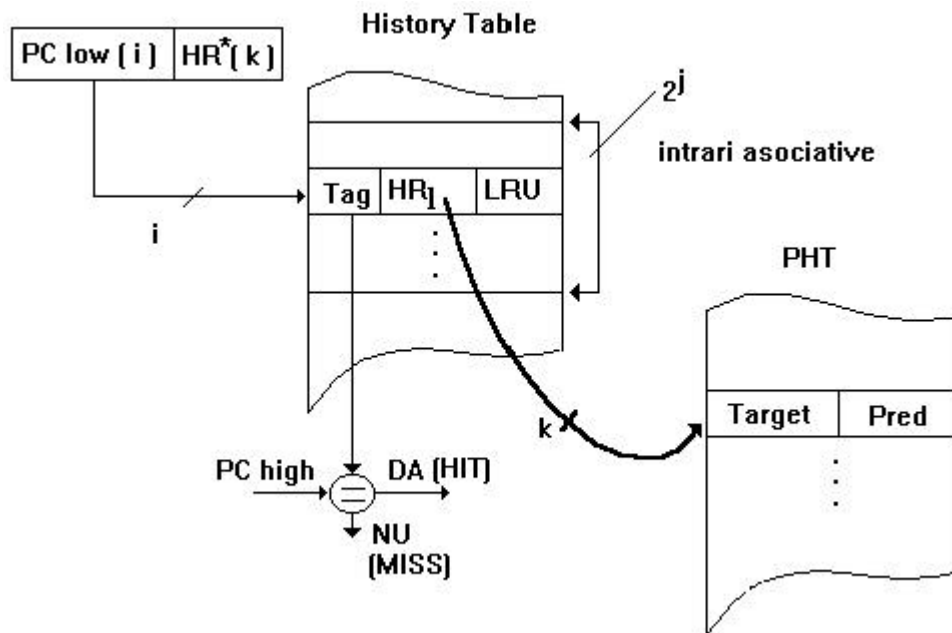 History Table
PC low (i) HR*(k)
2j
intrari asociative
Tag HRl LRU
i
PHT
k
Target Pred
PC high = DA (HIT)
NU
(MISS)